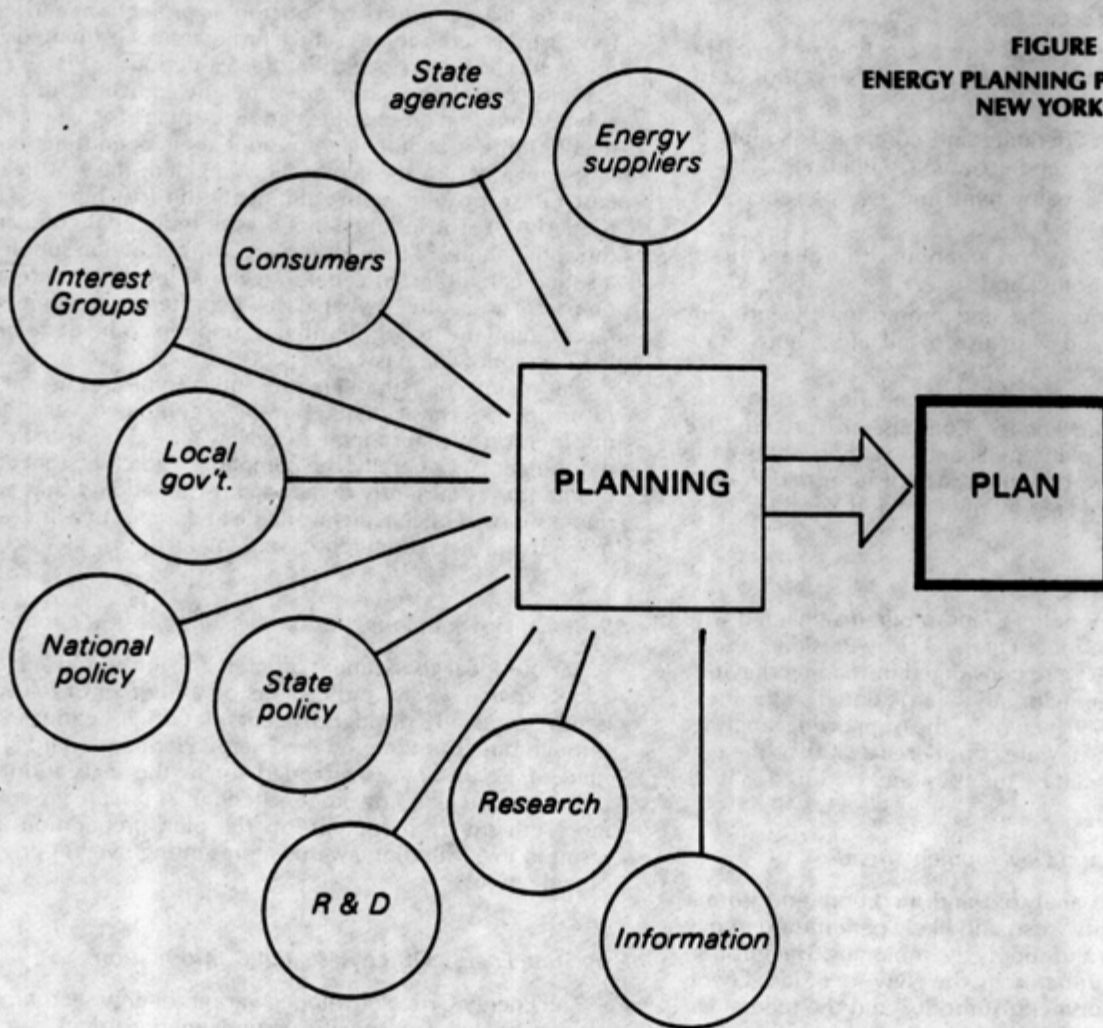 FIGURE
ENERGY PLANNING P
NEW YORK
State
agencies
Energy
suppliers
Consumers
Interest
Groups
Local
gov't.
PLANNING
PLAN
National
policy
State
policy
Research
R & D
Information